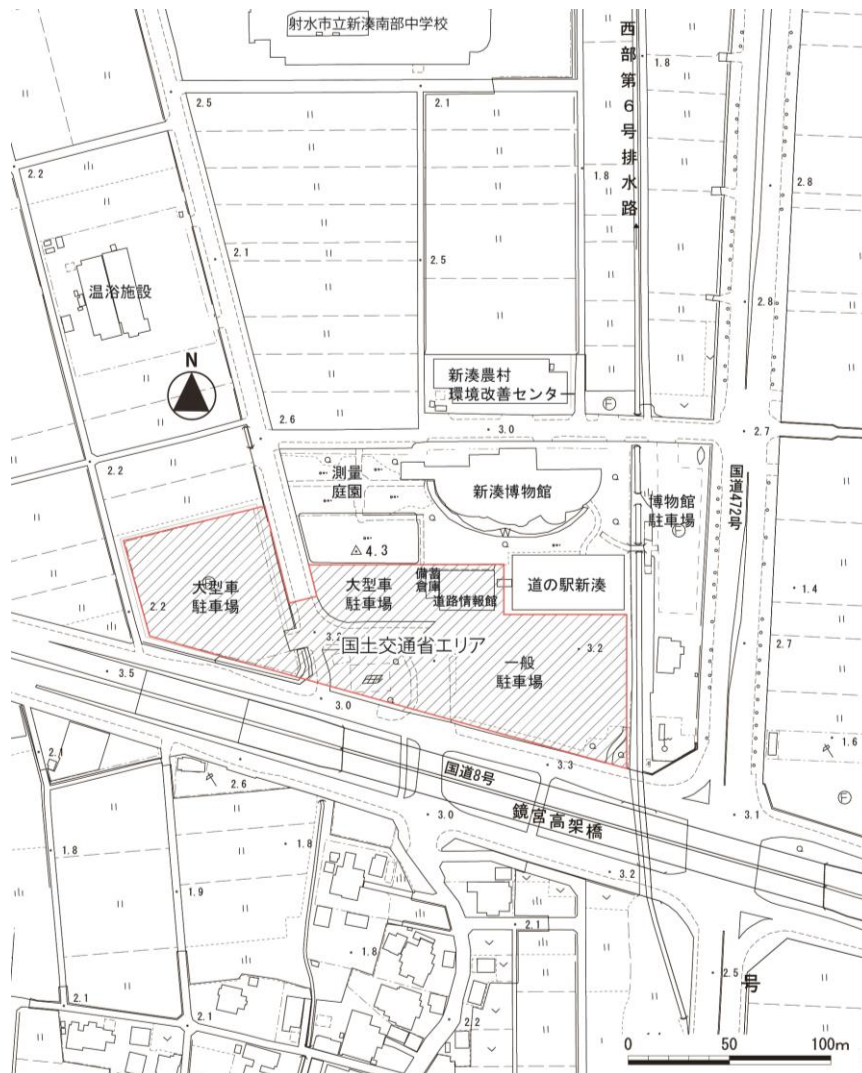 射水市立新湊南部中学校
西部第6号排水路
1.8
2.5
2.1
2.2
1.8
2.8
2.1
2.5
温浴施設
2.8
N
新湊農村
環境改善センター
2.6
3.0
2.7
2.2
測量
庭園
新湊博物館
博物館
駐車場
国道472号
4.3
大型車
駐車場
2.2
大型車
駐車場
備蓄
倉庫
道路情報館
道の駅新湊
1.4
3.2
国土交通省エリア
3.2
一般
駐車場
2.7
3.5
3.0
1.6
2.1
国道8号
3.3
2.6
3.0
鏡宮高架橋
3.1
1.8
1.8
3.2
1.9
2.1
1.8
2.5
号
2.1
2.1
2.2
0
50
100m